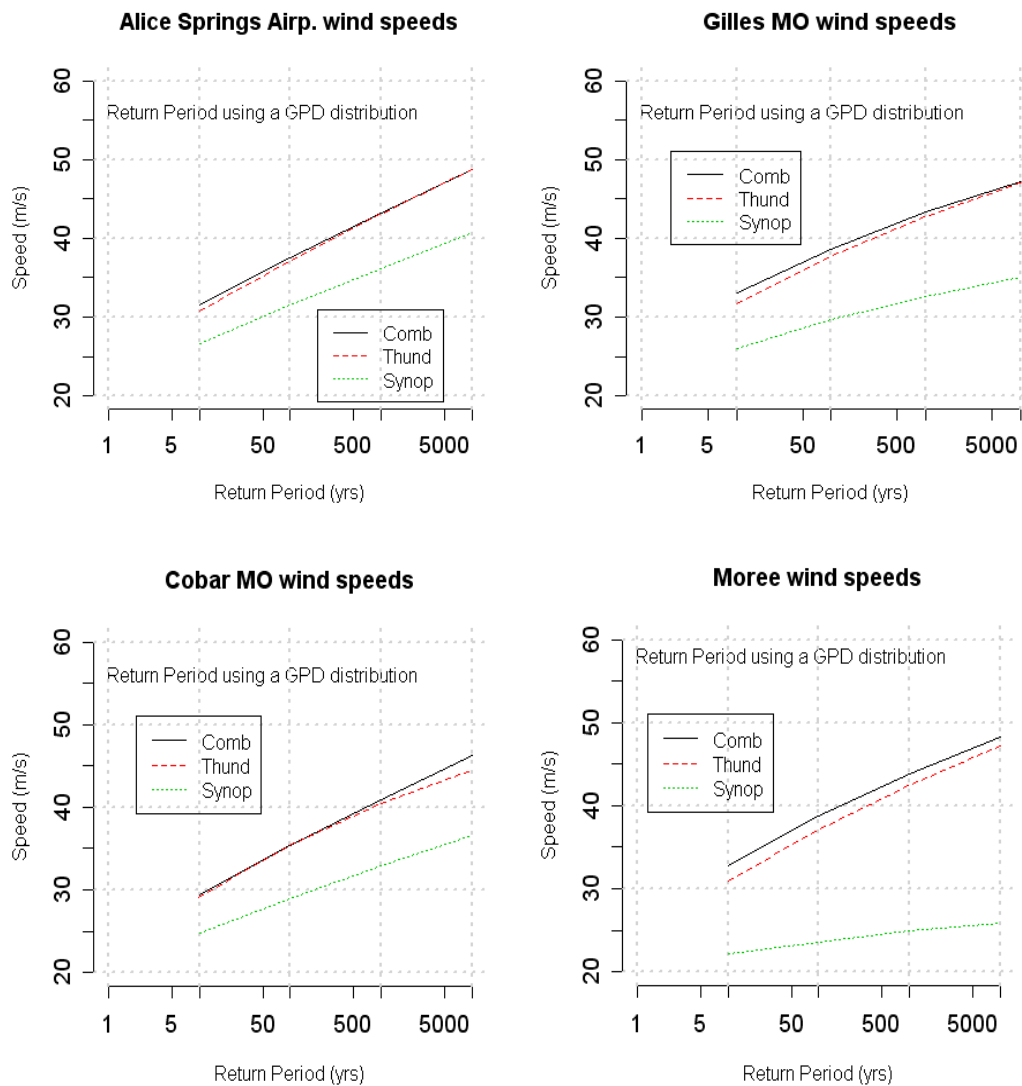 Alice Springs Airp. wind speeds
Return Period using a GPD distribution
Speed (m/s)
60
50
40
30
20
Comb
Thund
Synop
1 5 50 500 5000
Return Period (yrs)
Gilles MO wind speeds
Return Period using a GPD distribution
Speed (m/s)
60
50
40
30
20
Comb
Thund
Synop
1 5 50 500 5000
Return Period (yrs)
Cobar MO wind speeds
Return Period using a GPD distribution
Speed (m/s)
60
50
40
30
20
Comb
Thund
Synop
1 5 50 500 5000
Return Period (yrs)
Moree wind speeds
Return Period using a GPD distribution
Speed (m/s)
60
50
40
30
20
Comb
Thund
Synop
1 5 50 500 5000
Return Period (yrs)